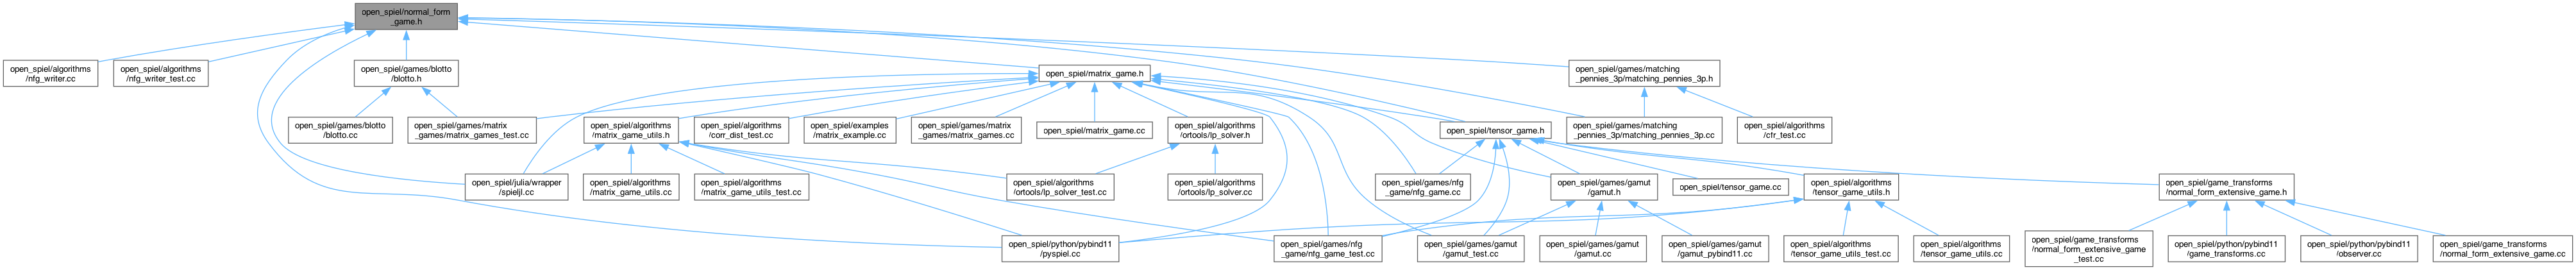 open_spiel/normal_form
_game.h
open_spiel/algorithms
/nfg_writer.cc
open_spiel/algorithms
/nfg_writer_test.cc
open_spiel/games/blotto
/blotto.h
open_spiel/matrix_game.h
open_spiel/games/matching
_pennies_3p/matching_pennies_3p.h
open_spiel/games/blotto
/blotto.cc
open_spiel/games/matrix
_games/matrix_games_test.cc
open_spiel/algorithms
/matrix_game_utils.h
open_spiel/algorithms
/corr_dist_test.cc
open_spiel/examples
/matrix_example.cc
open_spiel/games/matrix
_games/matrix_games.cc
open_spiel/matrix_game.cc
open_spiel/algorithms
/ortools/lp_solver.h
open_spiel/tensor_game.h
open_spiel/games/matching
_pennies_3p/matching_pennies_3p.cc
open_spiel/algorithms
/cfr_test.cc
open_spiel/julia/wrapper
/spieljl.cc
open_spiel/algorithms
/matrix_game_utils.cc
open_spiel/algorithms
/matrix_game_utils_test.cc
open_spiel/algorithms
/ortools/lp_solver_test.cc
open_spiel/algorithms
/ortools/lp_solver.cc
open_spiel/games/nfg
_game/nfg_game.cc
open_spiel/games/gamut
/gamut.h
open_spiel/tensor_game.cc
open_spiel/algorithms
/tensor_game_utils.h
open_spiel/game_transforms
/normal_form_extensive_game.h
open_spiel/python/pybind11
/pyspiel.cc
open_spiel/games/nfg
_game/nfg_game_test.cc
open_spiel/games/gamut
/gamut_test.cc
open_spiel/games/gamut
/gamut.cc
open_spiel/games/gamut
/gamut_pybind11.cc
open_spiel/algorithms
/tensor_game_utils_test.cc
open_spiel/algorithms
/tensor_game_utils.cc
open_spiel/game_transforms
/normal_form_extensive_game
_test.cc
open_spiel/python/pybind11
/game_transforms.cc
open_spiel/python/pybind11
/observer.cc
open_spiel/game_transforms
/normal_form_extensive_game.cc